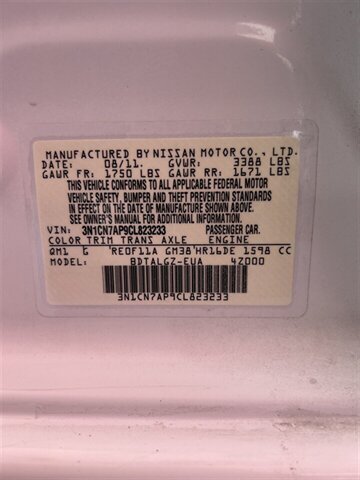 MANUFACTURED BY NISSAN MOTOR CO., LTD.
DATE: 08/11. GVWR: 3388 LBS
GAWR FR: 1750 LBS GAWR RR: 1671 LBS
THIS VEHICLE CONFORMS TO ALL APPLICABLE FEDERAL MOTOR
VEHICLE SAFETY, BUMPER AND THEFT PREVENTION STANDARDS
IN EFFECT ON THE DATE OF MANUFACTURE SHOWN ABOVE.
SEE OWNER'S MANUAL FOR ADDITIONAL INFORMATION.
VIN: 3N1CN7AP9CL823233 PASSENGER CAR.
COLOR TRIM TRANS AXLE ENGINE
QM1 G RE0F11A GM38 HR16DE 1598 CC
MODEL: BDTALGZ-EUA 4Z000
3N1CN7AP9CL823233